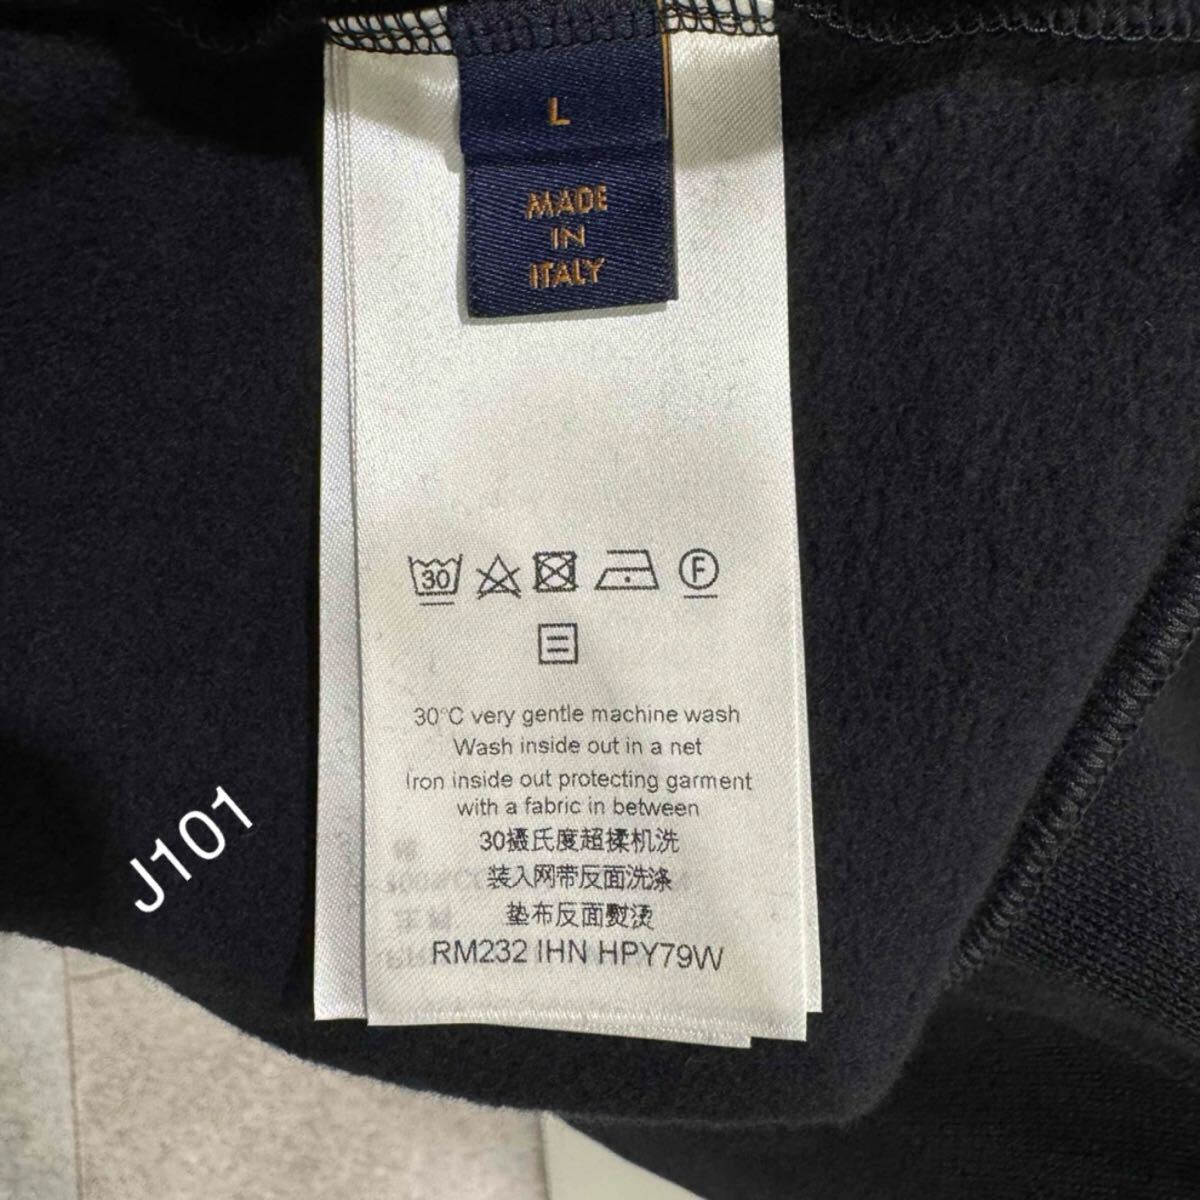 L
MADE
IN
ITALY
30
F
30°C very gentle machine wash
Wash inside out in a net
Iron inside out protecting garment
with a fabric in between
30摄氏度超揉机洗
装入网带反面洗涤
垫布反面熨烫
RM232 IHN HPY79W
J101